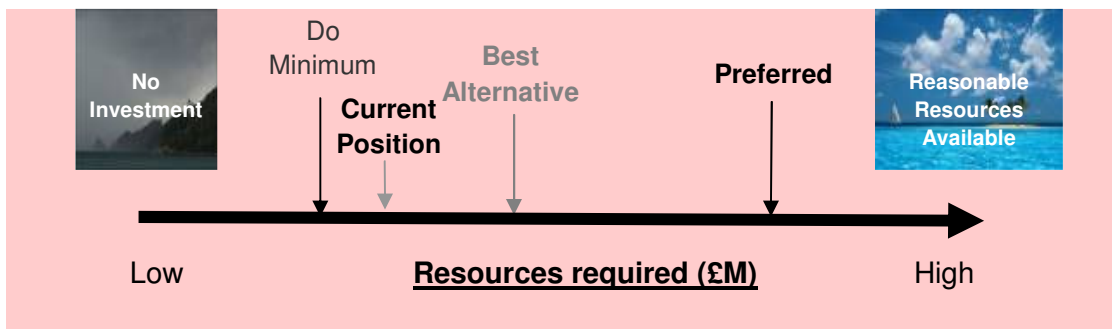 No
Investment
Do
Minimum
Current
Position
Best
Alternative
Preferred
Reasonable
Resources
Available
Low
Resources required (£M)
High